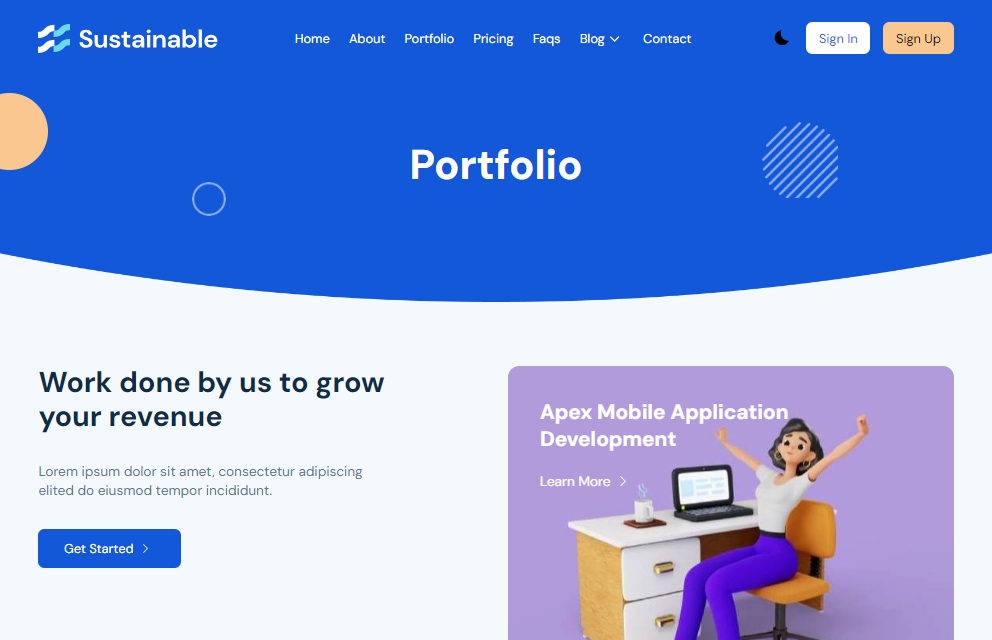 Sustainable
Home About Portfolio Pricing Faqs Blog Contact
Sign In
Sign Up
Portfolio
Work done by us to grow
your revenue
Lorem ipsum dolor sit amet, consectetur adipiscing
elited do eiusmod tempor incididunt.
Get Started
Apex Mobile Application
Development
Learn More